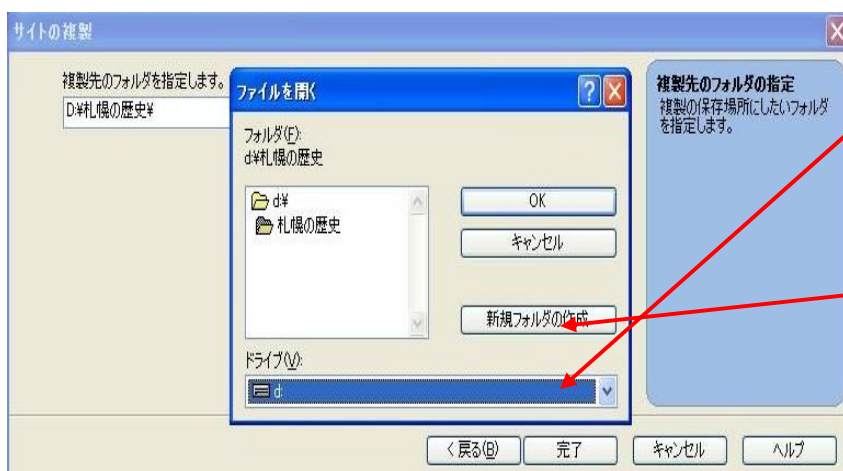 サイトの複製
複製先のフォルダを指定します。
D:¥札幌の歴史¥
ファイルを開く
フォルダ(F):
d:¥札幌の歴史
d:¥
札幌の歴史
OK
キャンセル
新規フォルダの作成
ドライブ(V):
d:
複製先のフォルダの指定
複製の保存場所にしたいフォルダ
を指定します。
< 戻る(B)
完了
キャンセル
ヘルプ